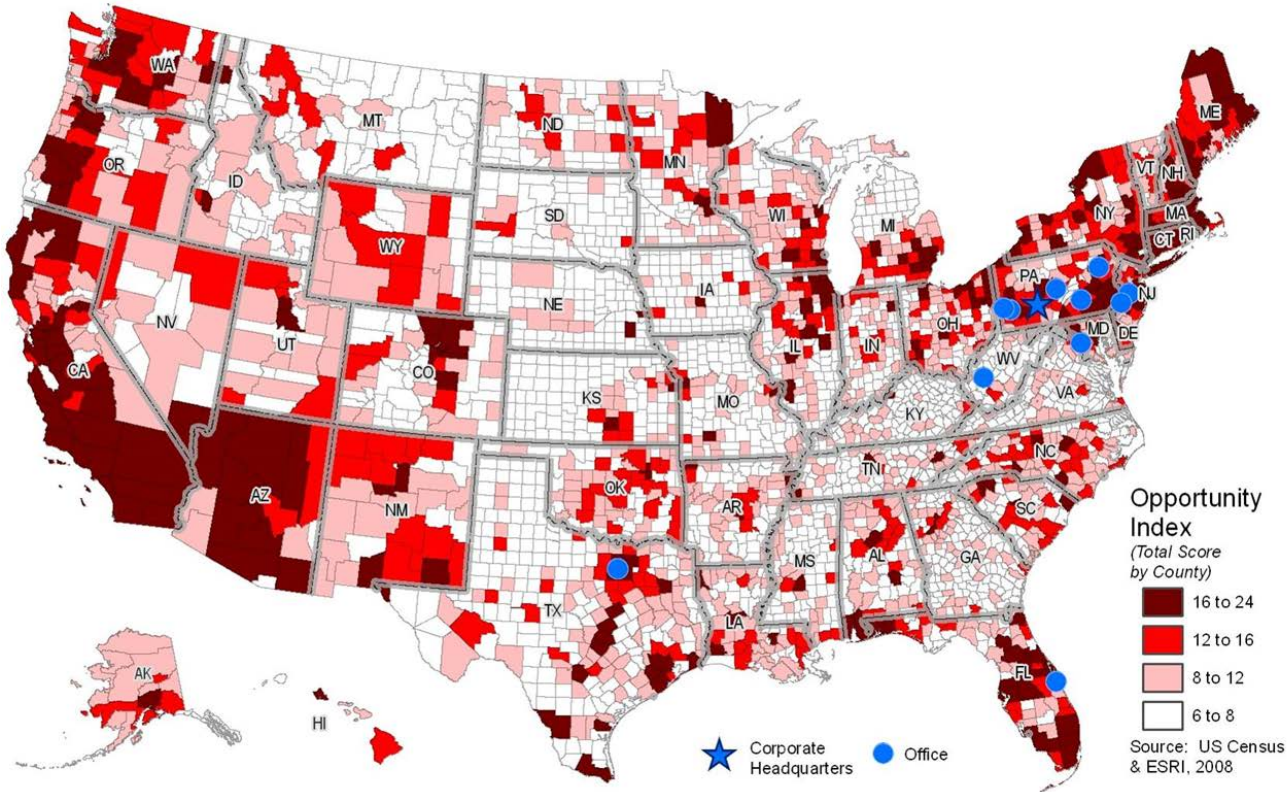 WA
MT
ND
MN
ME
OR
ID
SD
WI
MI
VT
NH
NY
MA
CT
RI
WY
NV
UT
NE
IA
PA
NJ
CA
CO
KS
MO
IL
IN
OH
MD
DE
WV
VA
KY
AZ
NM
OK
AR
TN
NC
SC
TX
LA
MS
AL
GA
FL
AK
HI
Opportunity
Index
(Total Score
by County)
16 to 24
12 to 16
8 to 12
6 to 8
Source: US Census
& ESRI, 2008
Corporate
Headquarters
Office